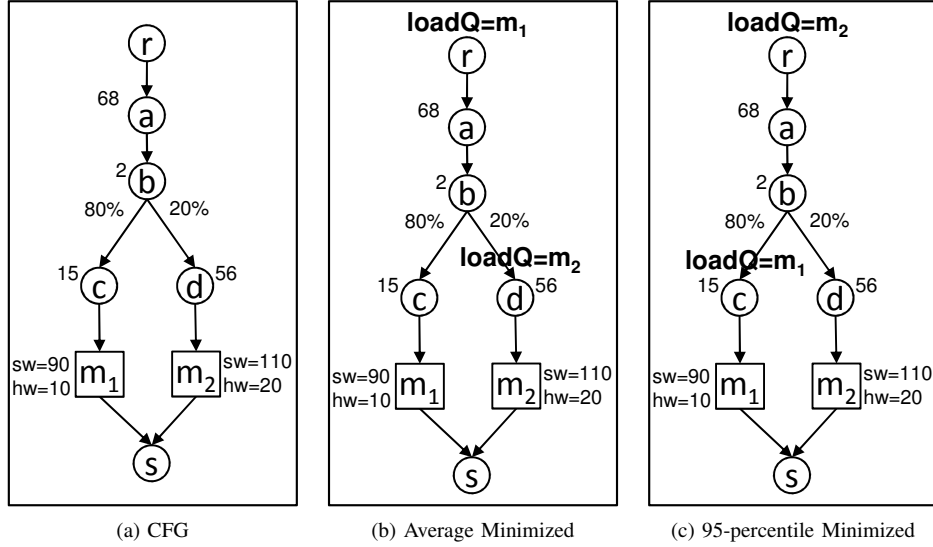 r
68
a
2
b
80% 20%
15
c
d
56
sw=90
hw=10
m₁
m₂
sw=110
hw=20
s
(a) CFG
loadQ=m₁
r
68
a
2
b
80% 20%
loadQ=m₂
15
c
d
56
sw=90
hw=10
m₁
m₂
sw=110
hw=20
s
(b) Average Minimized
loadQ=m₂
r
68
a
2
b
80% 20%
loadQ=m₁
15
c
d
56
sw=90
hw=10
m₁
m₂
sw=110
hw=20
s
(c) 95-percentile Minimized